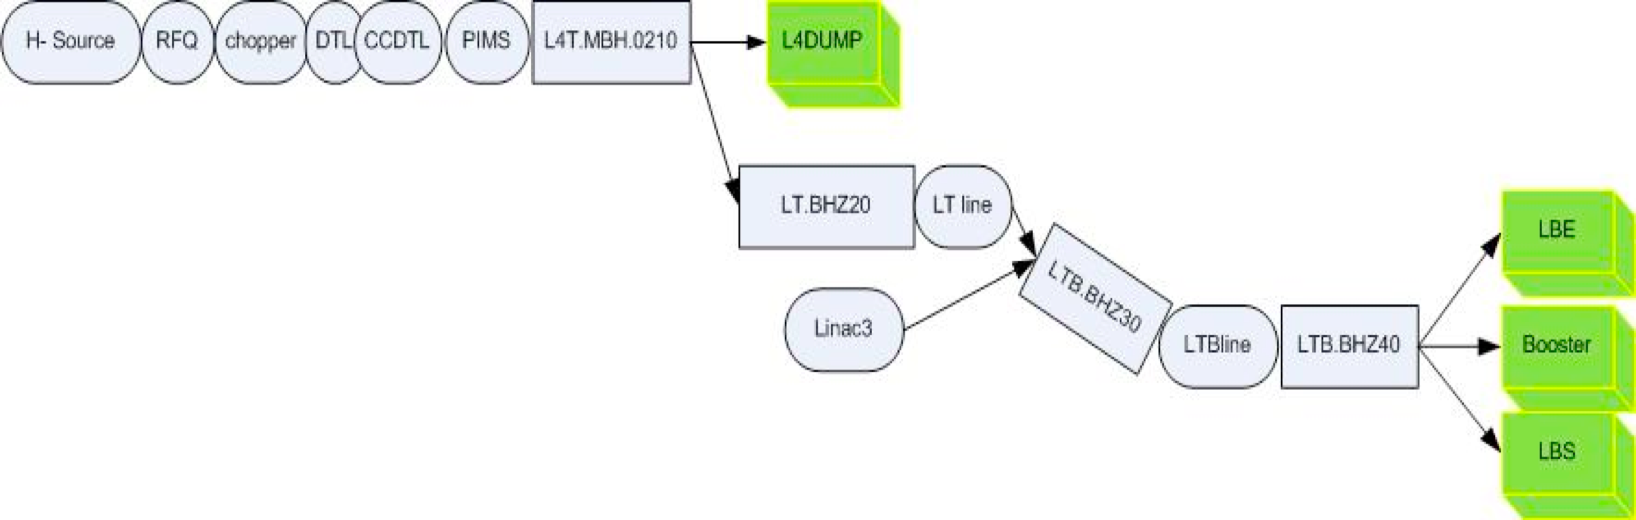 H- Source
RFQ
chopper
DTL
CCDTL
PIMS
L4T.MBH.0210
L4DUMP
LT.BHZ20
LT line
LTB.BHZ30
Linac3
LTBline
LTB.BHZ40
LBE
Booster
LBS